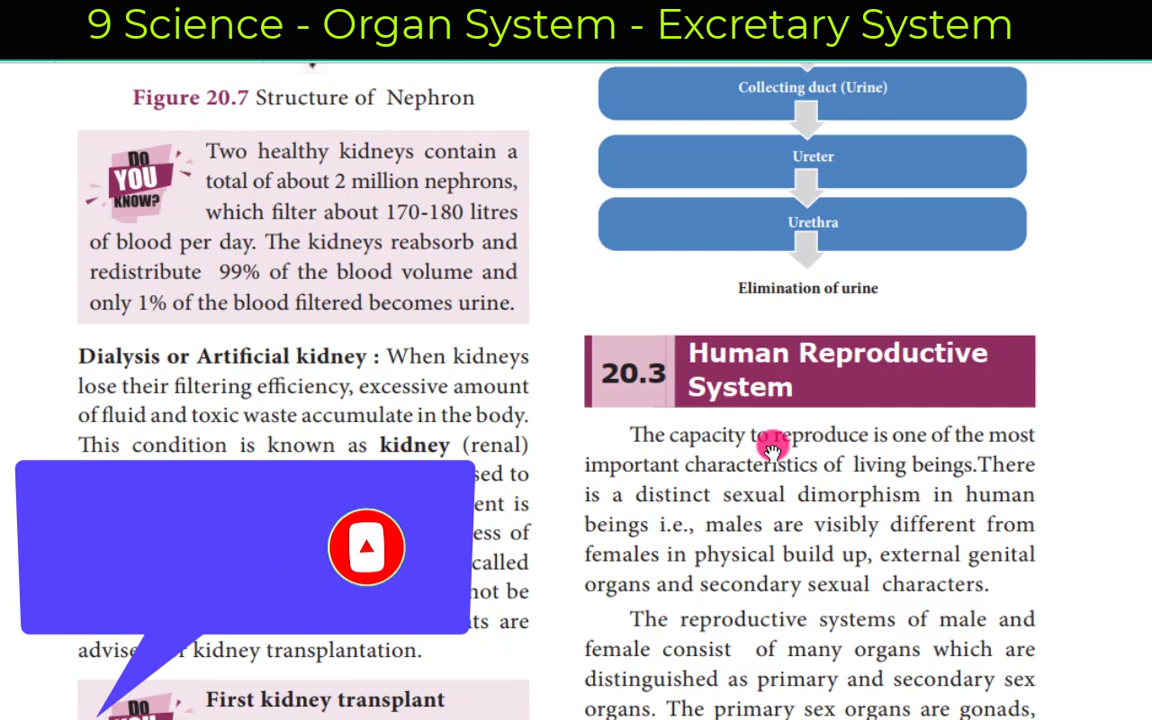 9 Science - Organ System - Excretary System
Figure 20.7 Structure of Nephron
DO
YOU
KNOW?
Two healthy kidneys contain a
total of about 2 million nephrons,
which filter about 170-180 litres
of blood per day. The kidneys reabsorb and
redistribute 99% of the blood volume and
only 1% of the blood filtered becomes urine.
Dialysis or Artificial kidney : When kidneys
lose their filtering efficiency, excessive amount
of fluid and toxic waste accumulate in the body.
This condition is known as kidney (renal)
to
is
of
called
be
are
kidney transplantation.
DO
First kidney transplant
Collecting duct (Urine)
Ureter
Urethra
Elimination of urine
20.3
Human Reproductive
System
The capacity to reproduce is one of the most
important characteristics of living beings.There
is a distinct sexual dimorphism in human
beings i.e., males are visibly different from
females in physical build up, external genital
organs and secondary sexual characters.
The reproductive systems of male and
female consist of many organs which are
distinguished as primary and secondary sex
organs. The primary sex organs are gonads,